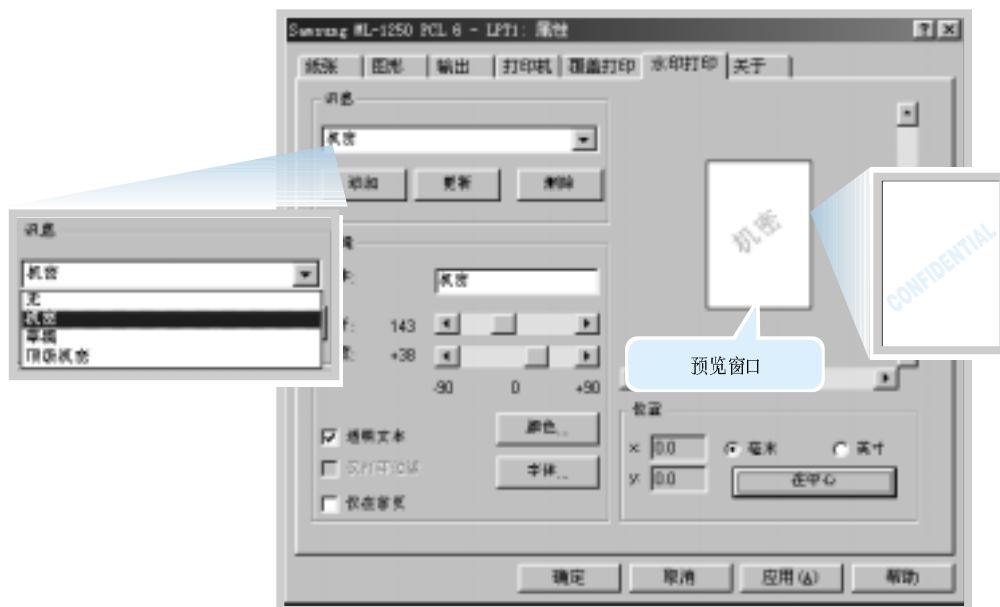 Samsung ML-1250 PCL 6 - LPT1: 属性
纸张 图形 输出 打印机 覆盖打印 水印打印 关于
讯息
机密
添加 更新 删除
讯息
机密
无
机密
草稿
顶级机密
机密
143
+38
-90 0 +90
透明文本
颜色...
字体...
仅在首页
机密
CONFIDENTIAL
预览窗口
位置
x: 0.0 毫米 英寸
y: 0.0 在中心
确定 取消 应用(A) 帮助